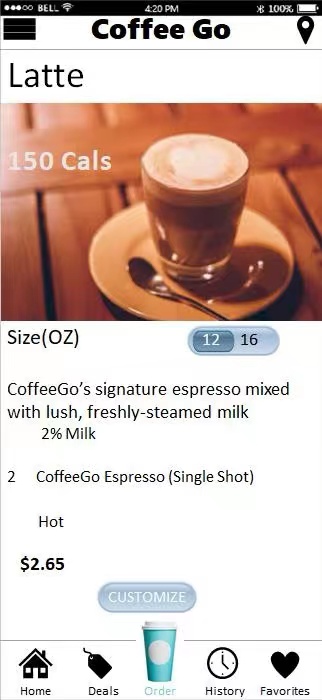 BELL 4:20 PM 100%
Coffee Go
Latte
150 Cals
Size(OZ) 12 16
CoffeeGo’s signature espresso mixed
with lush, freshly-steamed milk
2% Milk
2 CoffeeGo Espresso (Single Shot)
Hot
$2.65
CUSTOMIZE
Home Deals Order History Favorites